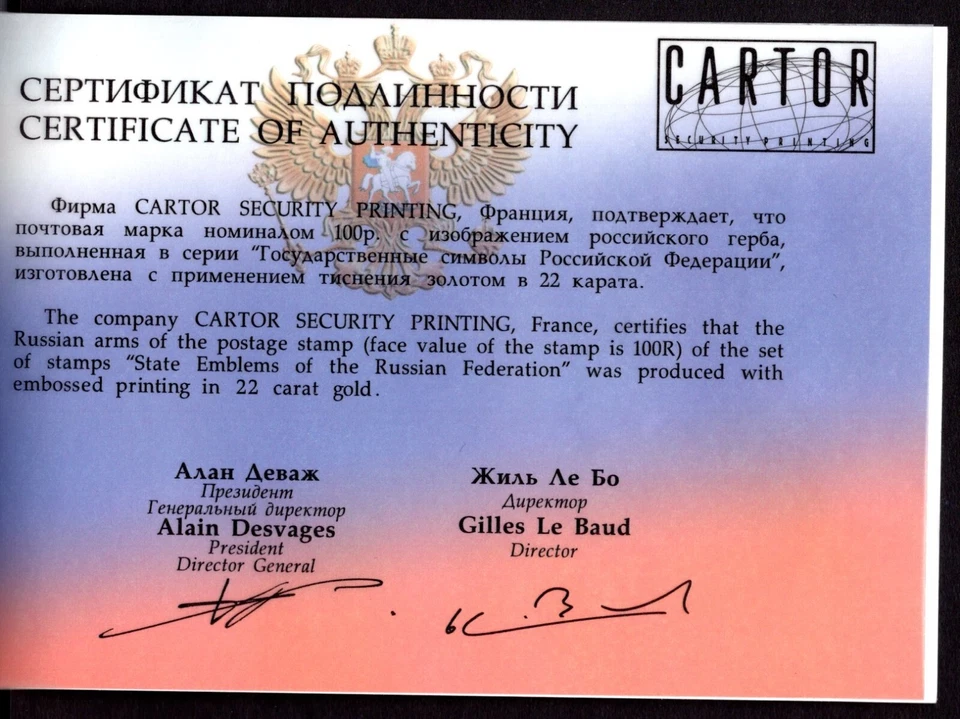 СЕРТИФИКАТ ПОДЛИННОСТИ
CERTIFICATE OF AUTHENTICITY
CARTOR
SECURITY PRINTING
Фирма CARTOR SECURITY PRINTING, Франция, подтверждает, что
почтовая марка номиналом 100р. с изображением российского герба,
выполненная в серии “Государственные символы Российской Федерации”,
изготовлена с применением тиснения золотом в 22 карата.
The company CARTOR SECURITY PRINTING, France, certifies that the
Russian arms of the postage stamp (face value of the stamp is 100R) of the set
of stamps “State Emblems of the Russian Federation” was produced with
embossed printing in 22 carat gold.
Алан Деваж
Президент
Генеральный директор
Alain Desvages
President
Director General
Жиль Ле Бо
Директор
Gilles Le Baud
Director